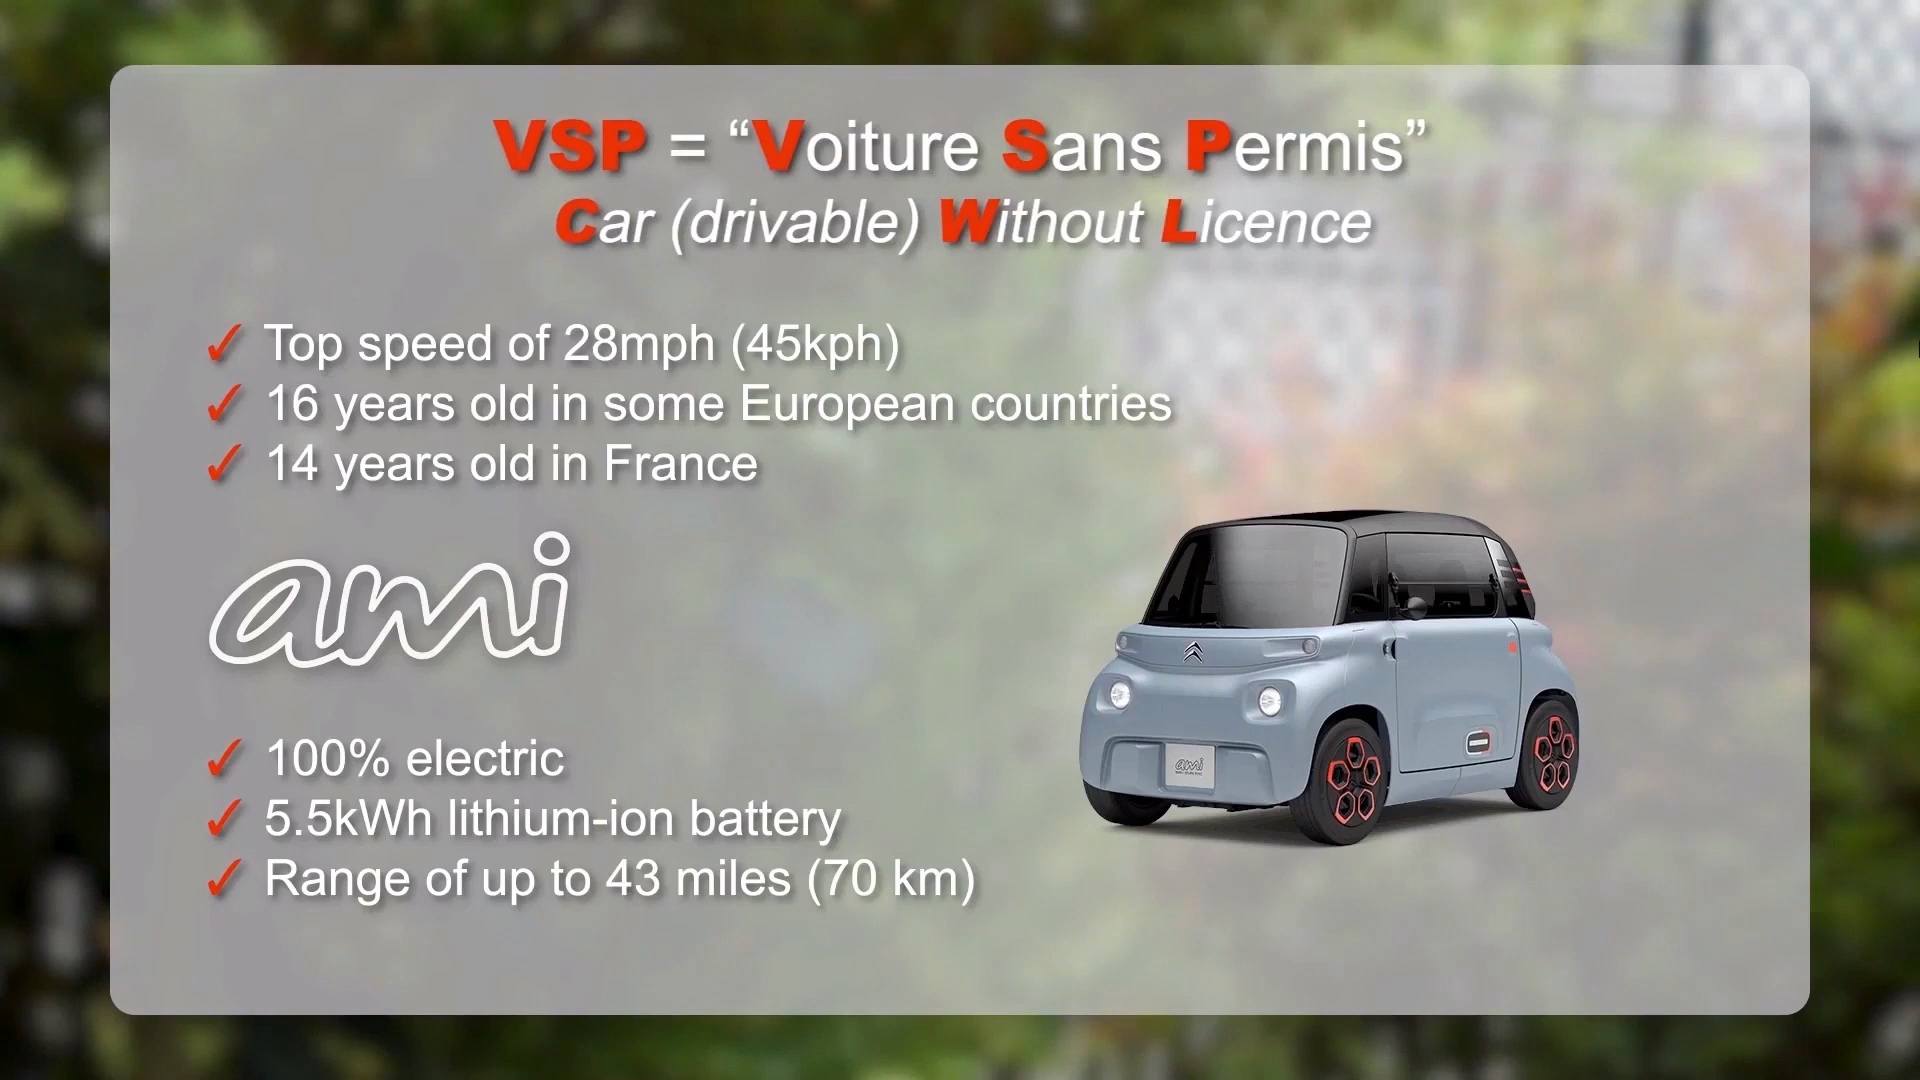 VSP = “Voiture Sans Permis”
Car (drivable) Without Licence
✓ Top speed of 28mph (45kph)
✓ 16 years old in some European countries
✓ 14 years old in France
ami
✓ 100% electric
✓ 5.5kWh lithium-ion battery
✓ Range of up to 43 miles (70 km)
ami